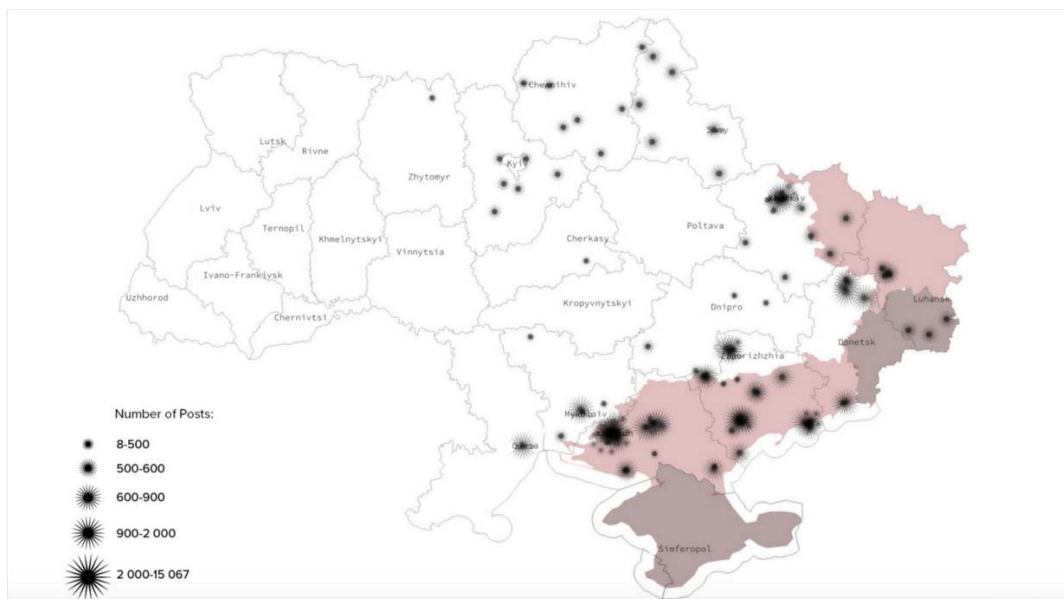 Chernihiv
Lutsk
Rivne
Sumy
Kyiv
Zhytomyr
Lviv
Ternopil
Khmelnytskyi
Vinnytsia
Cherkasy
Poltava
Ivano-Frankivsk
Uzhhorod
Chernivtsi
Kropyvnytskyi
Dnipro
Luhansk
Donetsk
Zaporizhzhia
Mykolaiv
Odesa
Simferopol
Number of Posts:
8-500
500-600
600-900
900-2 000
2 000-15 067